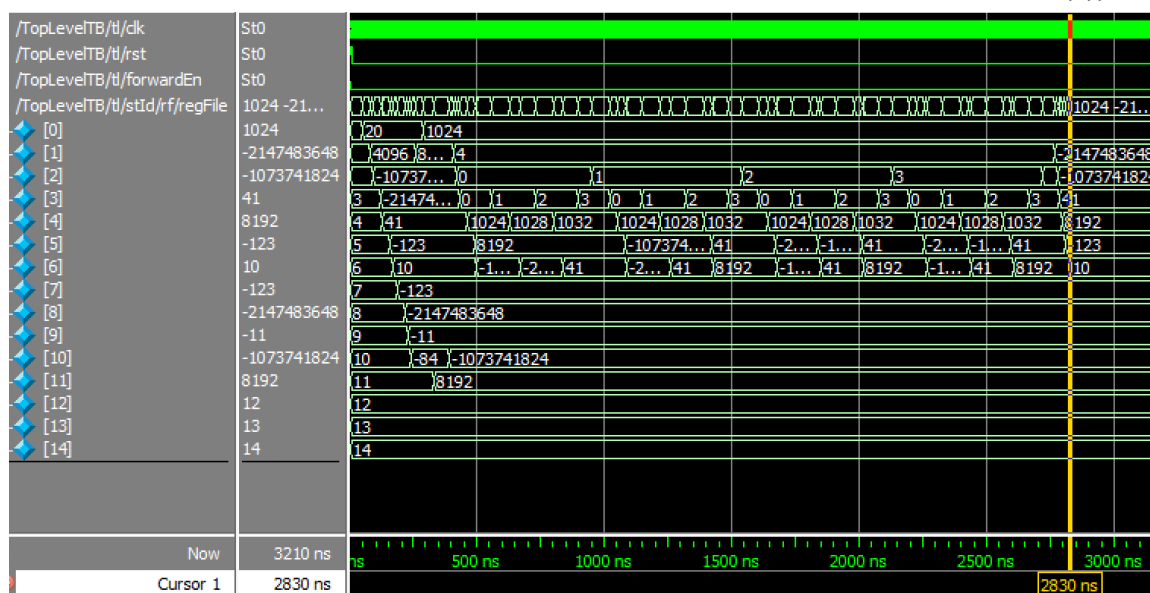 /TopLevelTB/tl/clk St0
/TopLevelTB/tl/rst St0
/TopLevelTB/tl/forwardEn St0
/TopLevelTB/tl/stId/rf/regFile 1024 -21... 1024 -21...
[0] 1024 20 1024
[1] -2147483648 4096 8... 4 -2147483648
[2] -1073741824 -10737... 0 1 2 3 -107374182
[3] 41 3 -21474... 0 1 2 3 0 1 2 3 0 1 2 3 0 1 2 3 41
[4] 8192 4 41 1024 1028 1032 1024 1028 1032 1024 1028 1032 1024 1028 1032 8192
[5] -123 5 -123 8192 -107374... 41 -2... -1... 41 -2... -1... 41 -123
[6] 10 6 10 -1... -2... 41 -2... 41 8192 -1... 41 8192 -1... 41 8192 10
[7] -123 7 -123
[8] -2147483648 8 -2147483648
[9] -11 9 -11
[10] -1073741824 10 -84 -1073741824
[11] 8192 11 8192
[12] 12 12
[13] 13 13
[14] 14 14
Now 3210 ns ns 500 ns 1000 ns 1500 ns 2000 ns 2500 ns 3000 ns
Cursor 1 2830 ns 2830 ns